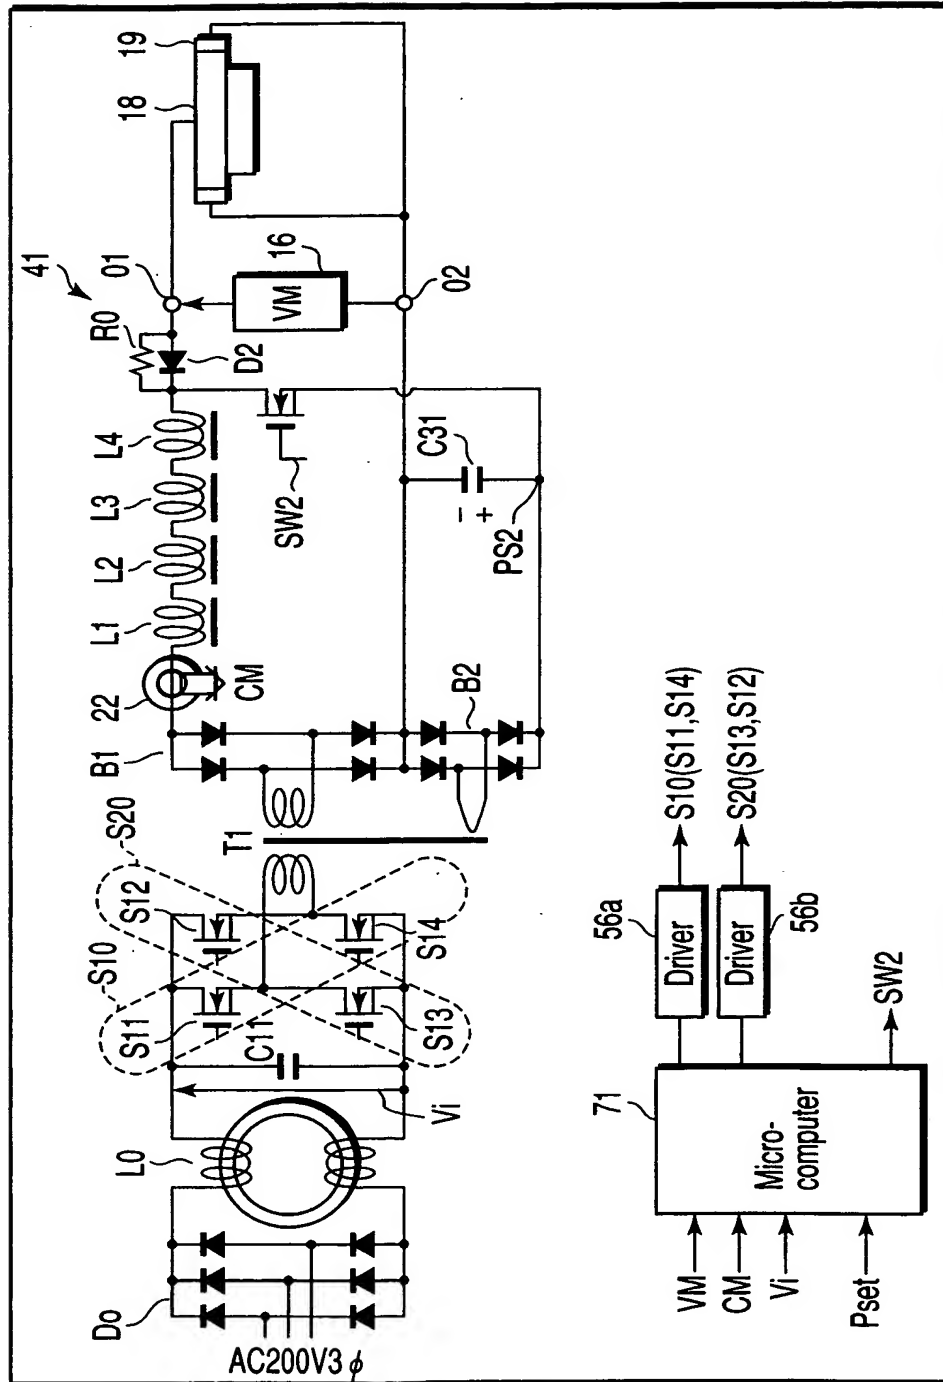 AC200V3 ϕ
Do
L0
Vi
C11
S11
S10
S12
S20
S13
S14
T1
B1
B2
22
CM
L1
L2
L3
L4
SW2
C31
−
+
PS2
R0
D2
41
01
VM
16
02
18
19
VM
CM
Vi
Pset
71
Micro-
computer
SW2
56a
Driver
Driver
56b
S10(S11,S14)
S20(S13,S12)